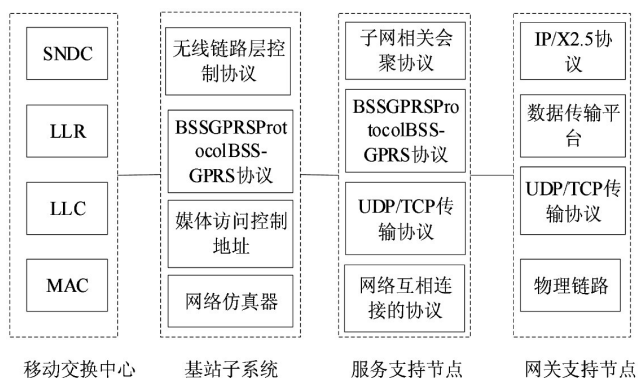 SNDC
LLR
LLC
MAC
移动交换中心
无线链路层控
制协议
BSSGPRSProt
ocolBSS-
GPRS协议
媒体访问控制
地址
网络仿真器
基站子系统
子网相关会
聚协议
BSSGPRSPro
tocolBSS-
GPRS协议
UDP/TCP传
输协议
网络互相连
接的协议
服务支持节点
IP/X2.5协
议
数据传输平
台
UDP/TCP传
输协议
物理链路
网关支持节点